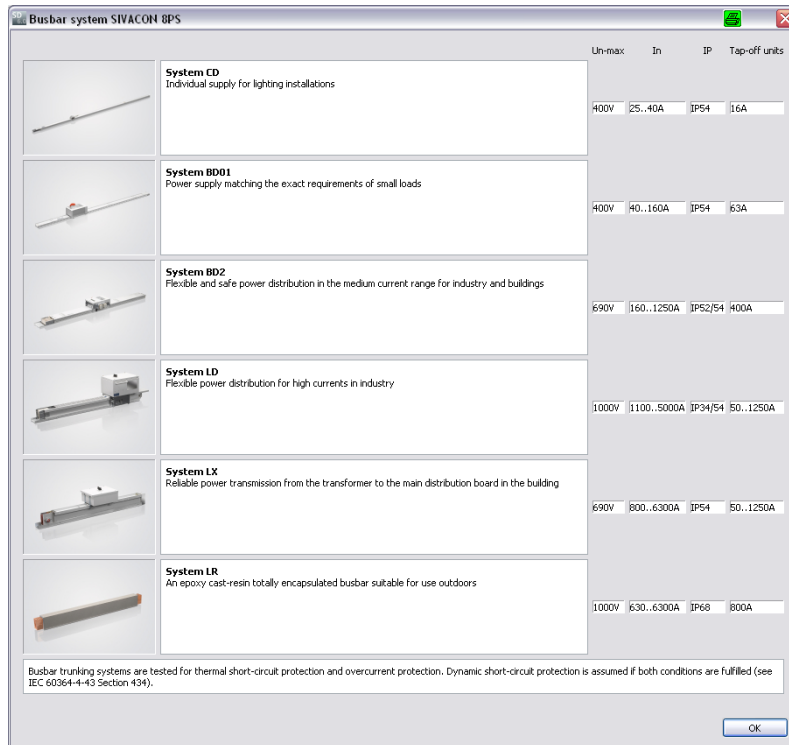 Busbar system SIVACON 8PS
Un-max In IP Tap-off units
System CD
Individual supply for lighting installations
400V 25..40A IP54 16A
System BD01
Power supply matching the exact requirements of small loads
400V 40..160A IP54 63A
System BD2
Flexible and safe power distribution in the medium current range for industry and buildings
690V 160..1250A IP52/54 400A
System LD
Flexible power distribution for high currents in industry
1000V 1100..5000A IP34/54 50..1250A
System LX
Reliable power transmission from the transformer to the main distribution board in the building
690V 800..6300A IP54 50..1250A
System LR
An epoxy cast-resin totally encapsulated busbar suitable for use outdoors
1000V 630..6300A IP68 800A
Busbar trunking systems are tested for thermal short-circuit protection and overcurrent protection. Dynamic short-circuit protection is assumed if both conditions are fulfilled (see
IEC 60364-4-43 Section 434).
OK